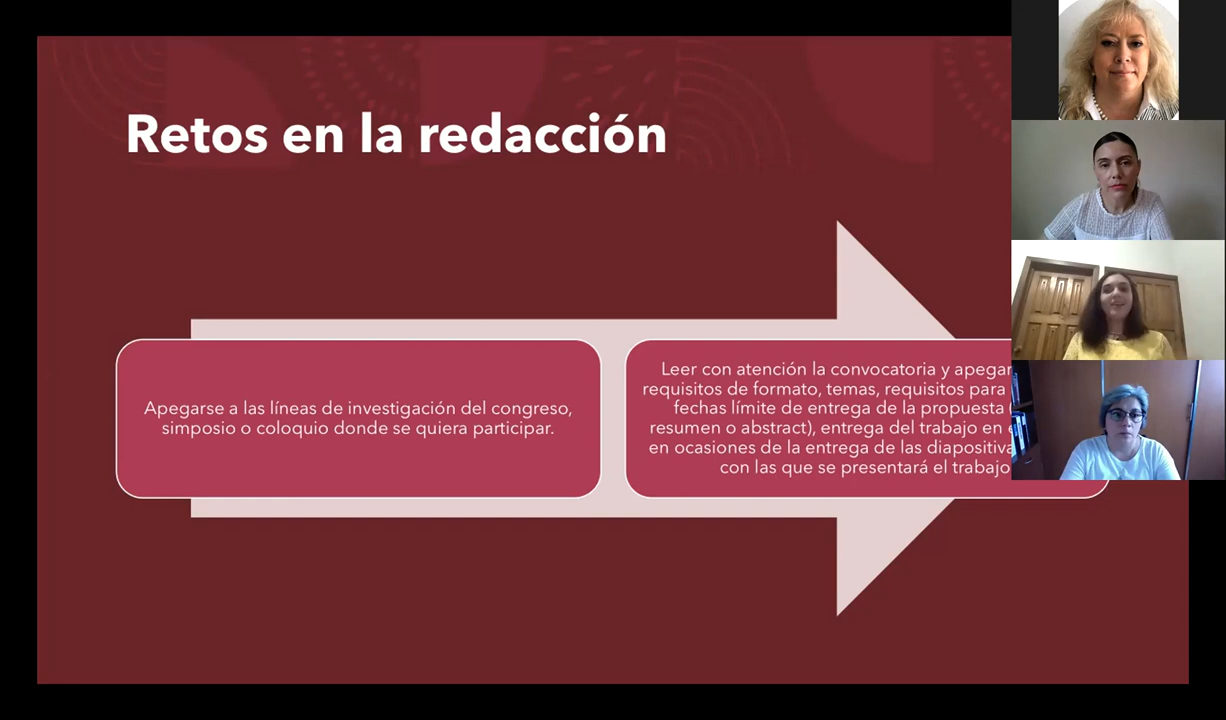 Retos en la redacción
Apegarse a las líneas de investigación del congreso,
simposio o coloquio donde se quiera participar.
Leer con atención la convocatoria y apegar
requisitos de formato, temas, requisitos para
fechas límite de entrega de la propuesta
resumen o abstract), entrega del trabajo en
en ocasiones de la entrega de las
con las que se presentará el trabajo